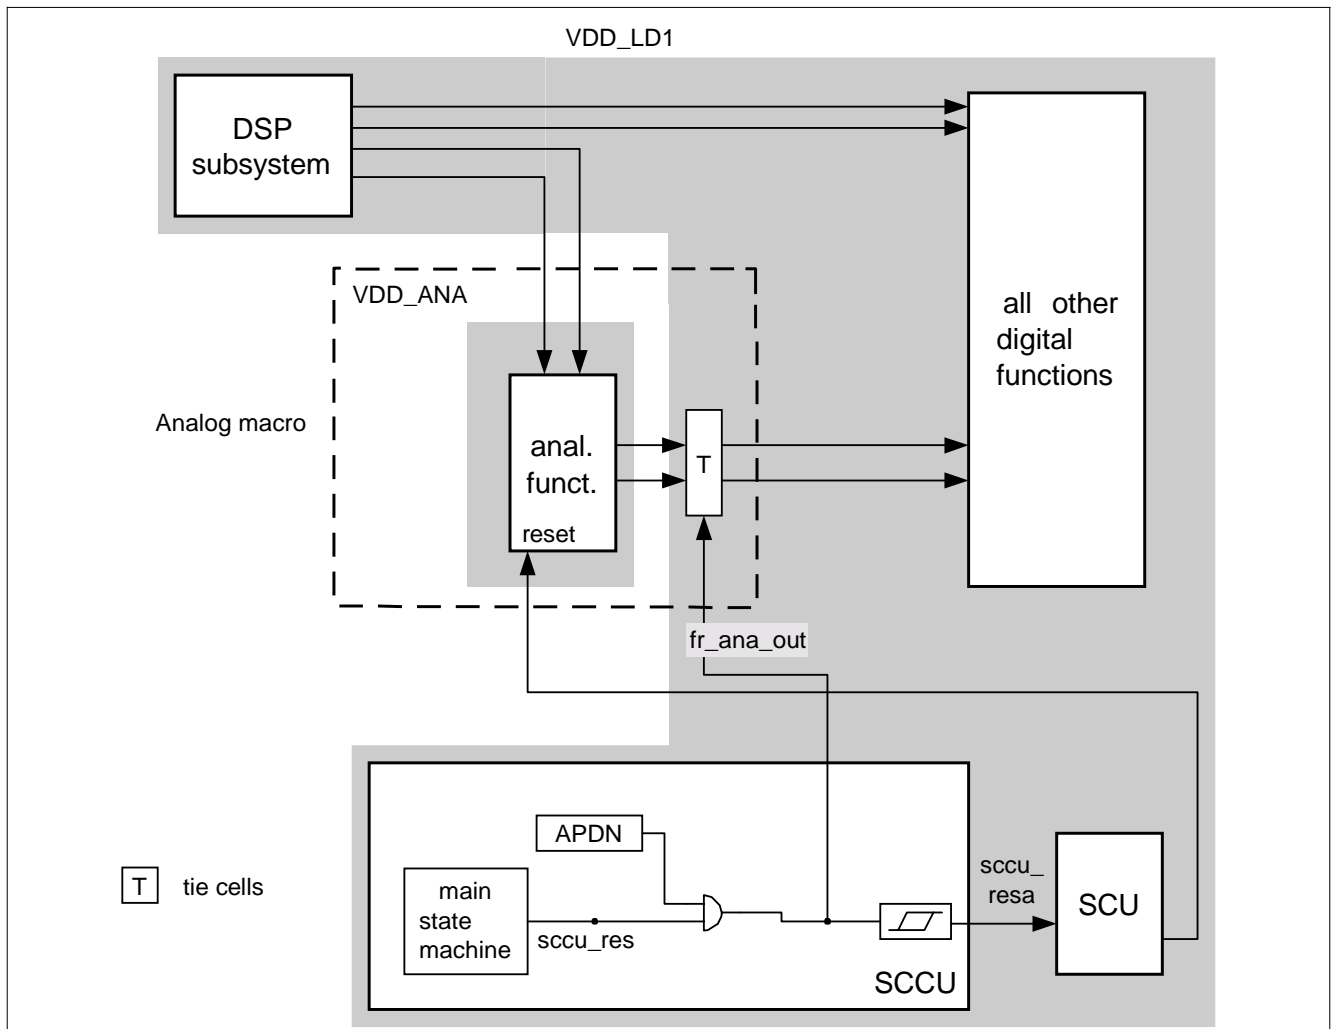 VDD_LD1
DSP
subsystem
VDD_ANA
all other
digital
functions
Analog macro
anal.
funct.
reset
T
fr_ana_out
APDN
main
state
machine
sccu_res
sccu_
resa
SCU
SCCU
T tie cells